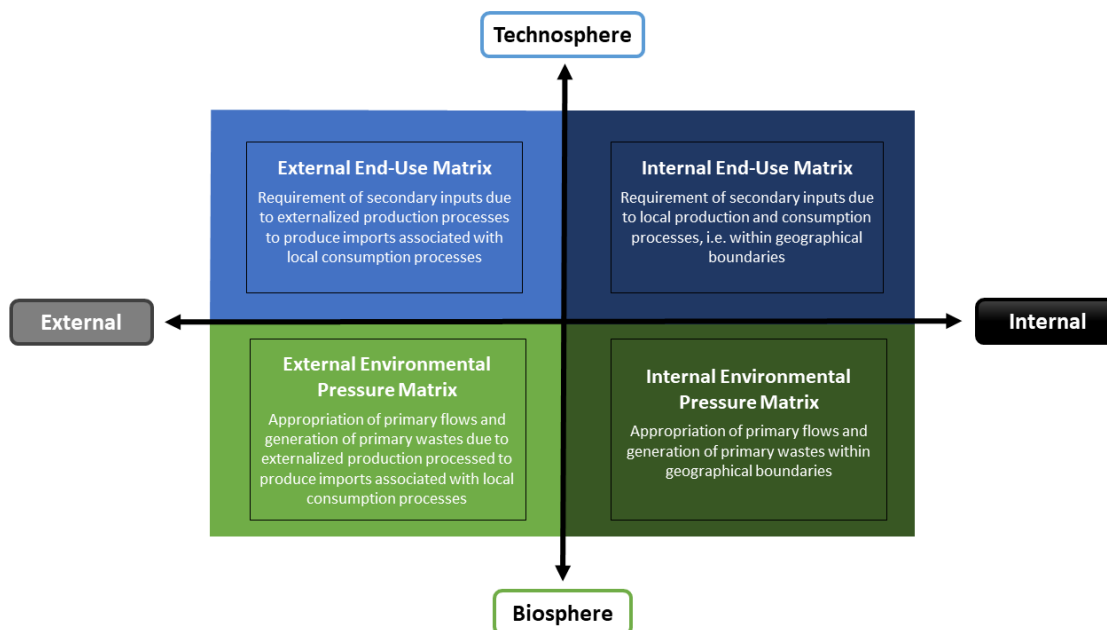 Technosphere
External End-Use Matrix
Requirement of secondary inputs due
to externalized production processes
to produce imports associated with
local consumption processes
Internal End-Use Matrix
Requirement of secondary inputs due
to local production and consumption
processes, i.e. within geographical
boundaries
External
Internal
External Environmental
Pressure Matrix
Appropriation of primary flows and
generation of primary wastes due to
externalized production processed to
produce imports associated with local
consumption processes
Internal Environmental
Pressure Matrix
Appropriation of primary flows and
generation of primary wastes within
geographical boundaries
Biosphere